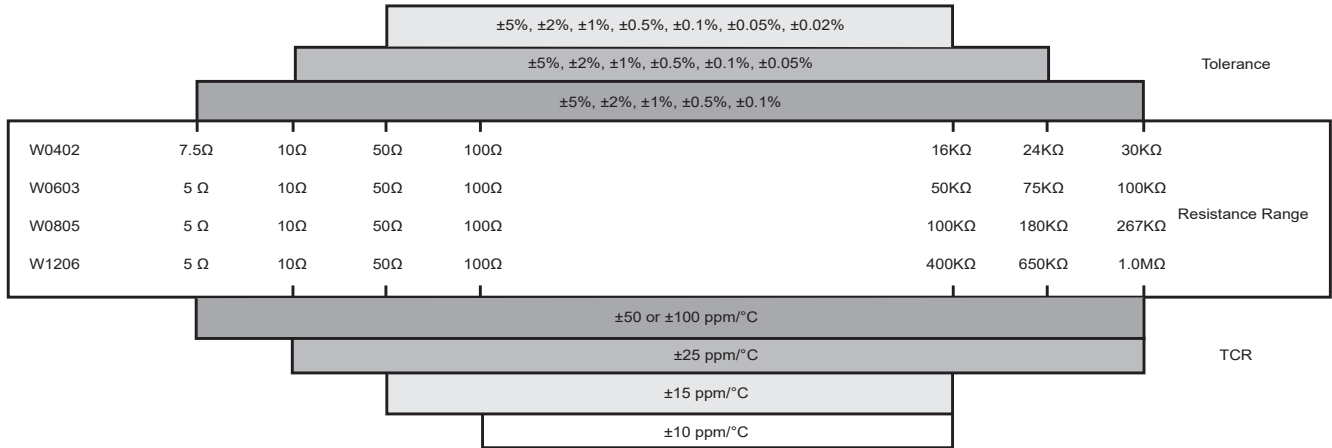 ±5%, ±2%, ±1%, ±0.5%, ±0.1%, ±0.05%, ±0.02%
±5%, ±2%, ±1%, ±0.5%, ±0.1%, ±0.05%
Tolerance
±5%, ±2%, ±1%, ±0.5%, ±0.1%
W0402 7.5Ω 10Ω 50Ω 100Ω 16KΩ 24KΩ 30KΩ
W0603 5 Ω 10Ω 50Ω 100Ω 50KΩ 75KΩ 100KΩ
Resistance Range
W0805 5 Ω 10Ω 50Ω 100Ω 100KΩ 180KΩ 267KΩ
W1206 5 Ω 10Ω 50Ω 100Ω 400KΩ 650KΩ 1.0MΩ
±50 or ±100 ppm/°C
±25 ppm/°C
TCR
±15 ppm/°C
±10 ppm/°C